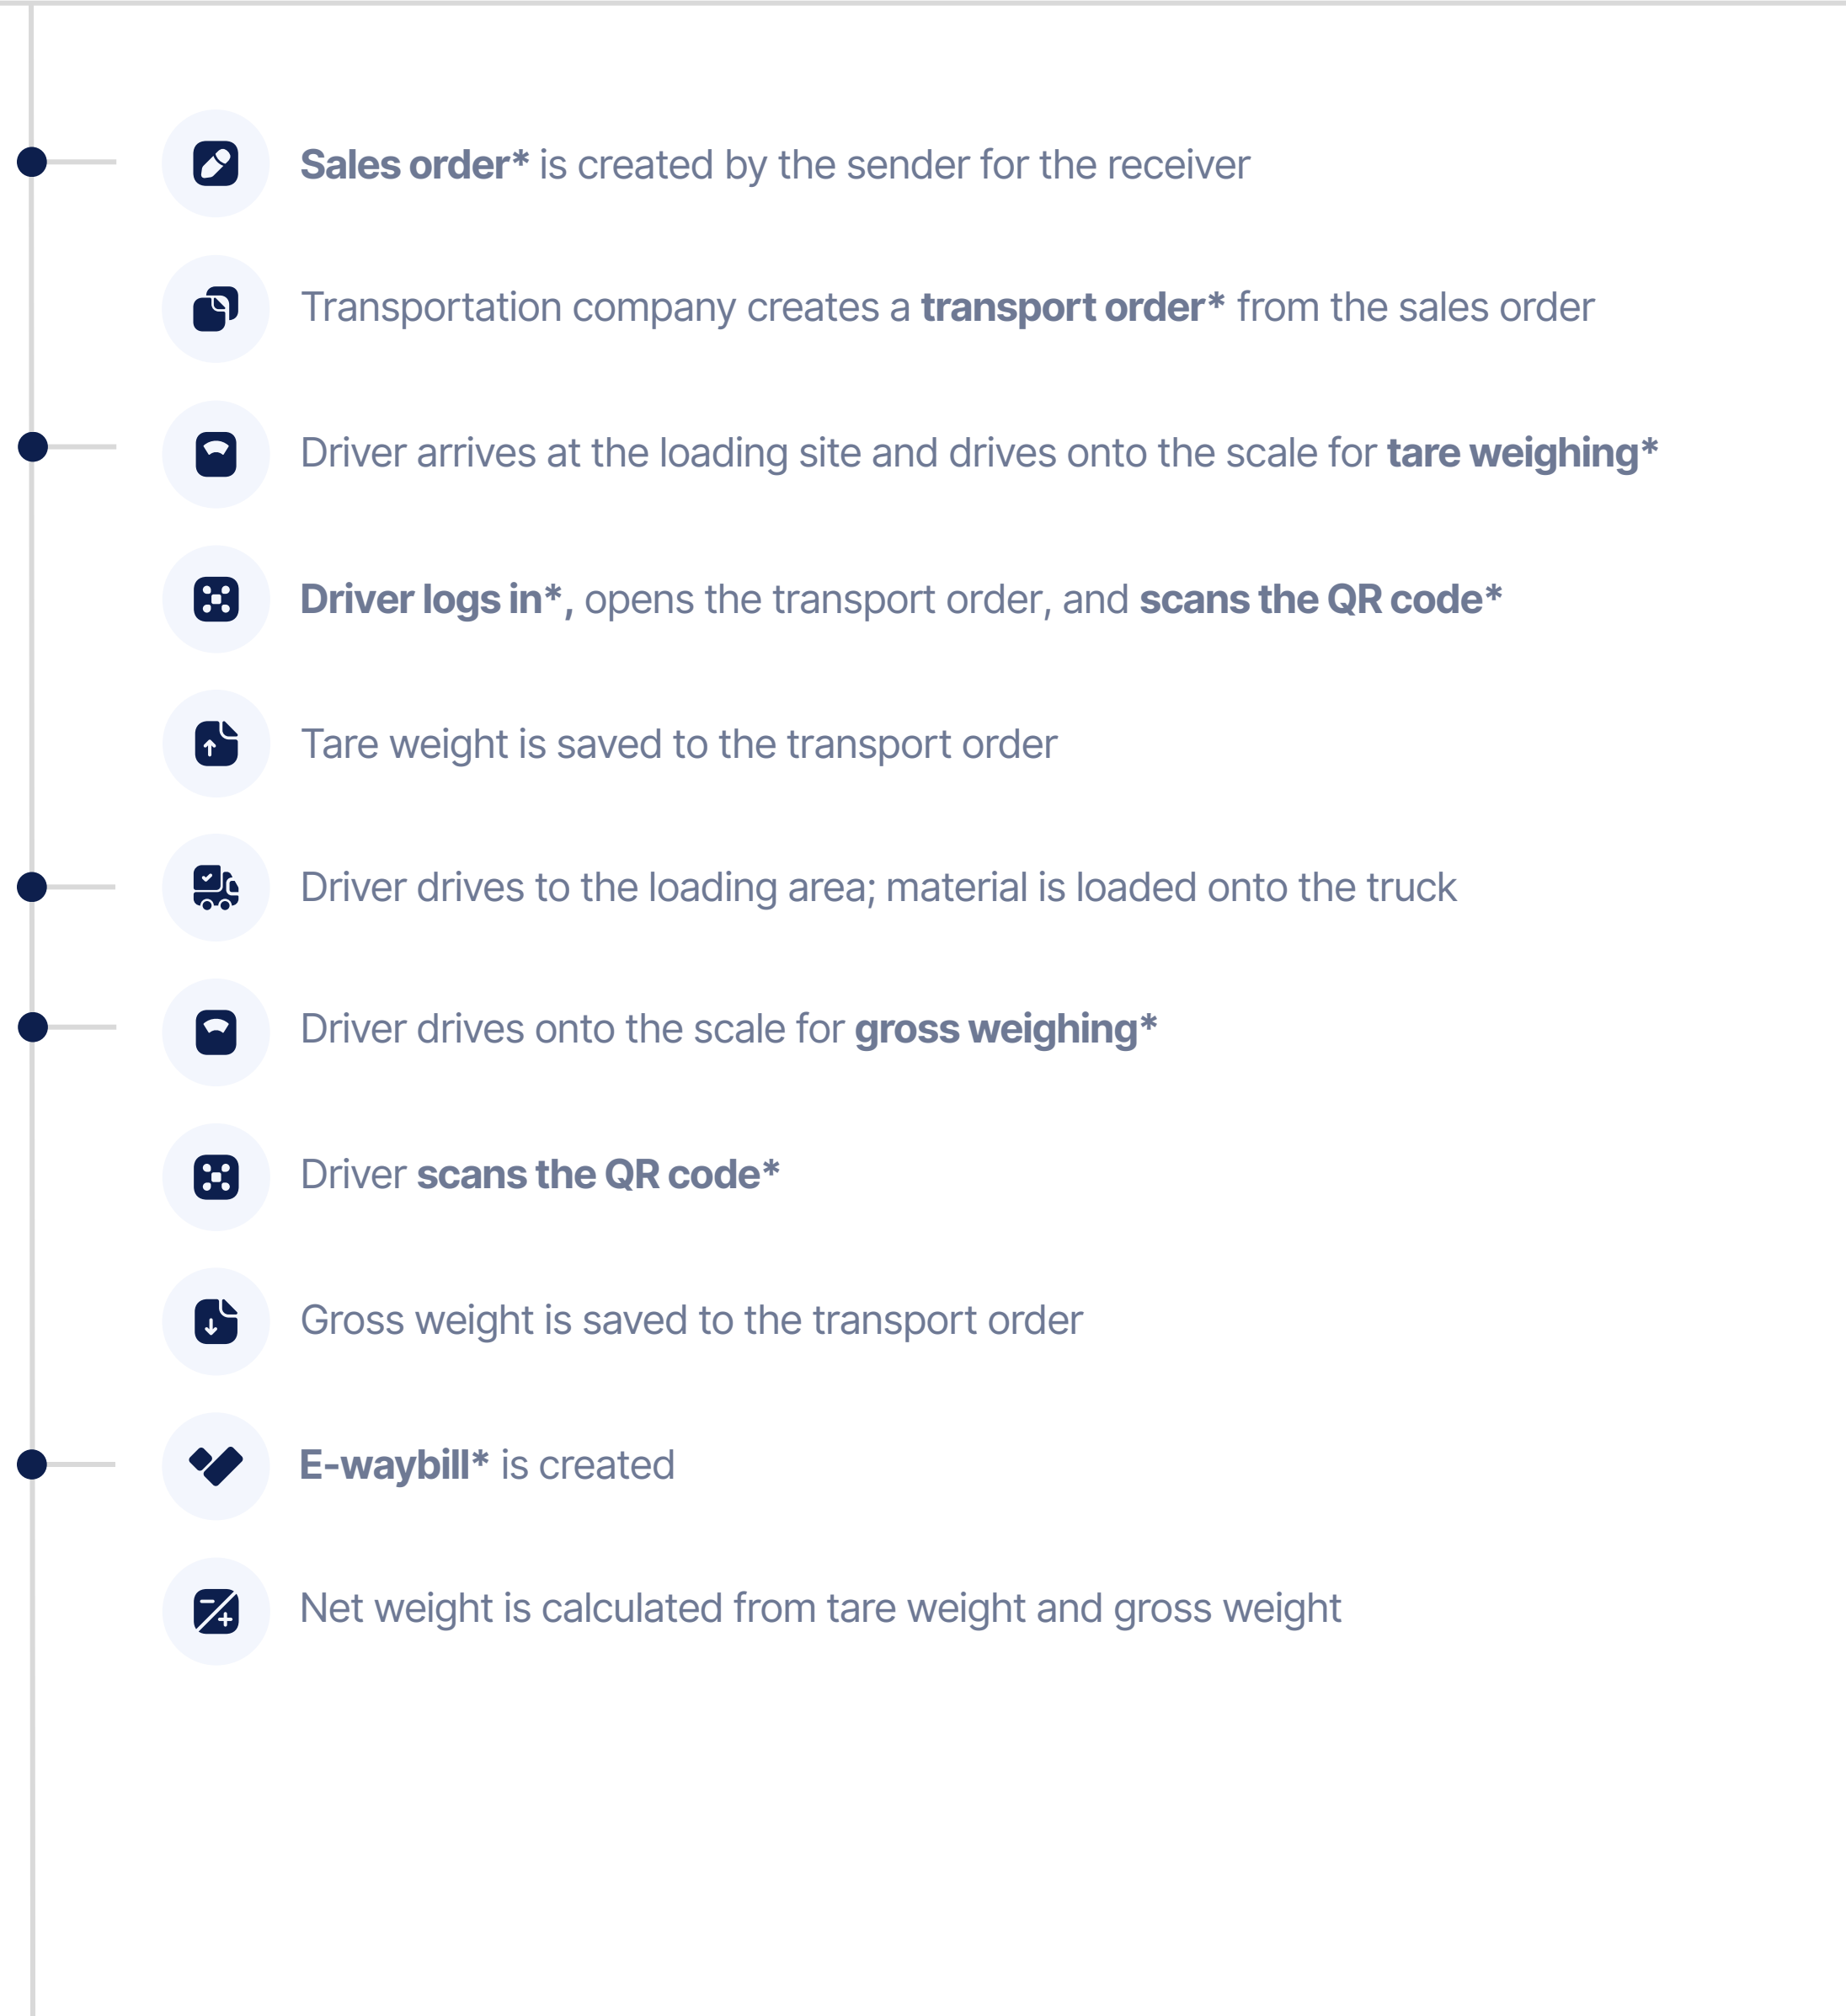 Sales order* is created by the sender for the receiver
Transportation company creates a transport order* from the sales order
Driver arrives at the loading site and drives onto the scale for tare weighing*
Driver logs in*, opens the transport order, and scans the QR code*
Tare weight is saved to the transport order
Driver drives to the loading area; material is loaded onto the truck
Driver drives onto the scale for gross weighing*
Driver scans the QR code*
Gross weight is saved to the transport order
E-waybill* is created
Net weight is calculated from tare weight and gross weight